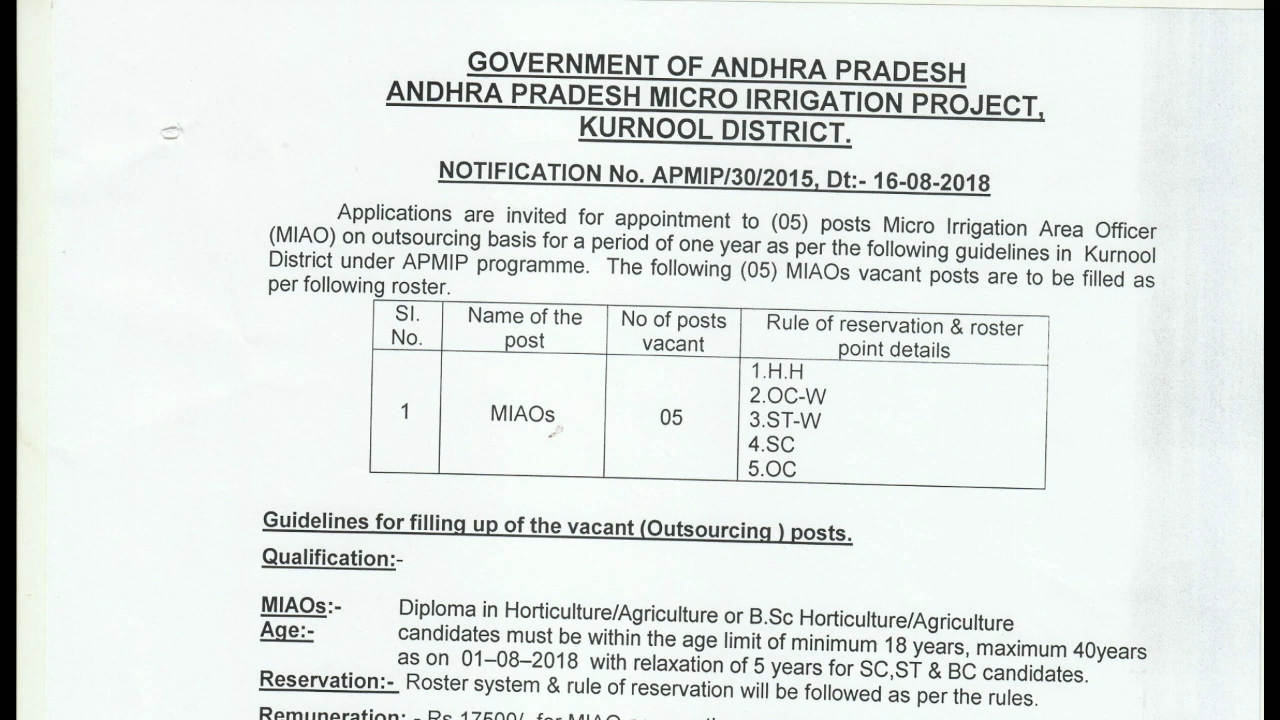 GOVERNMENT OF ANDHRA PRADESH
ANDHRA PRADESH MICRO IRRIGATION PROJECT,
KURNOOL DISTRICT.
NOTIFICATION No. APMIP/30/2015, Dt:- 16-08-2018
Applications are invited for appointment to (05) posts Micro Irrigation Area Officer
(MIAO) on outsourcing basis for a period of one year as per the following guidelines in Kurnool
District under APMIP programme. The following (05) MIAOs vacant posts are to be filled as
per following roster.
Sl. No. Name of the post No of posts vacant Rule of reservation & roster point details
1 MIAOs 05
1.H.H
2.OC-W
3.ST-W
4.SC
5.OC
Guidelines for filling up of the vacant (Outsourcing ) posts.
Qualification:-
MIAOs:- Diploma in Horticulture/Agriculture or B.Sc Horticulture/Agriculture
Age:- candidates must be within the age limit of minimum 18 years, maximum 40years
as on 01–08–2018 with relaxation of 5 years for SC,ST & BC candidates.
Reservation:- Roster system & rule of reservation will be followed as per the rules.
Remuneration: - Rs 17500/- for MIAO